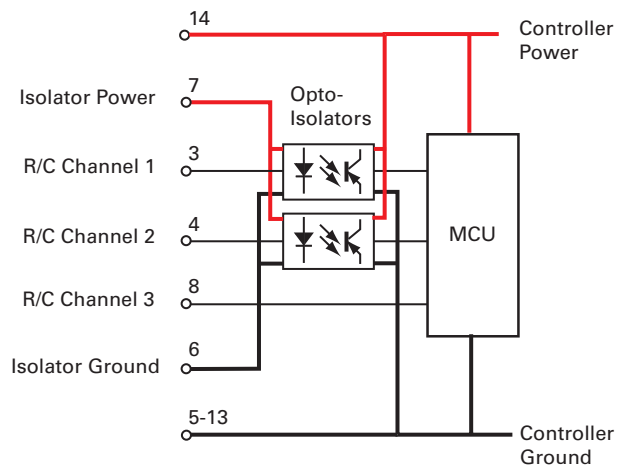 14
Controller
Power
7
Isolator Power
Opto-
Isolators
3
R/C Channel 1
4
R/C Channel 2
MCU
8
R/C Channel 3
6
Isolator Ground
5-13
Controller
Ground